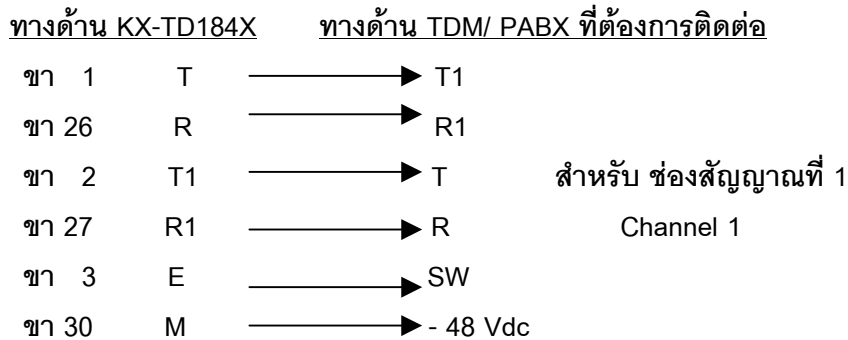 ทางด้าน KX-TD184X ทางด้าน TDM/ PABX ที่ต้องการติดต่อ
ขา 1 T T1
ขา 26 R R1
ขา 2 T1 T สำหรับ ช่องสัญญาณที่ 1
ขา 27 R1 R Channel 1
ขา 3 E SW
ขา 30 M - 48 Vdc